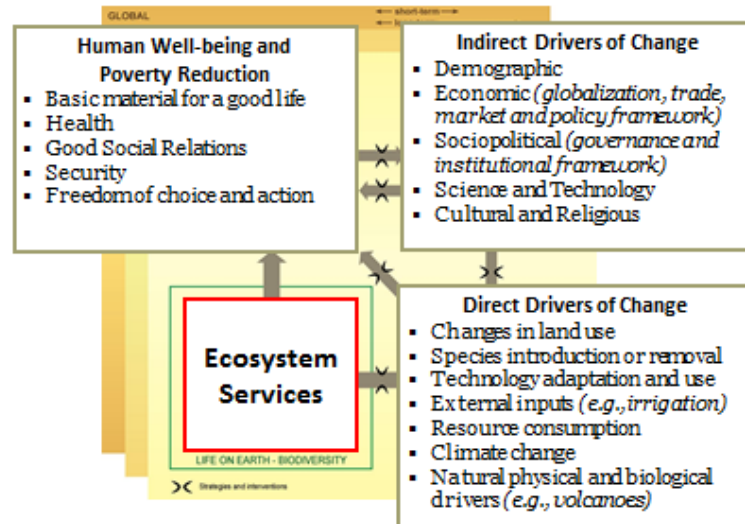 GLOBAL
short-term
Human Well-being and
Poverty Reduction
▪ Basic material for a good life
▪ Health
▪ Good Social Relations
▪ Security
▪ Freedom of choice and action
Indirect Drivers of Change
▪ Demographic
▪ Economic (globalization, trade,
market and policy framework)
▪ Sociopolitical (governance and
institutional framework)
▪ Science and Technology
▪ Cultural and Religious
Ecosystem
Services
LIFE ON EARTH - BIODIVERSITY
Strategies and interventions
Direct Drivers of Change
▪ Changes in land use
▪ Species introduction or removal
▪ Technology adaptation and use
▪ External inputs (e.g., irrigation)
▪ Resource consumption
▪ Climate change
▪ Natural physical and biological
drivers (e.g., volcanoes)